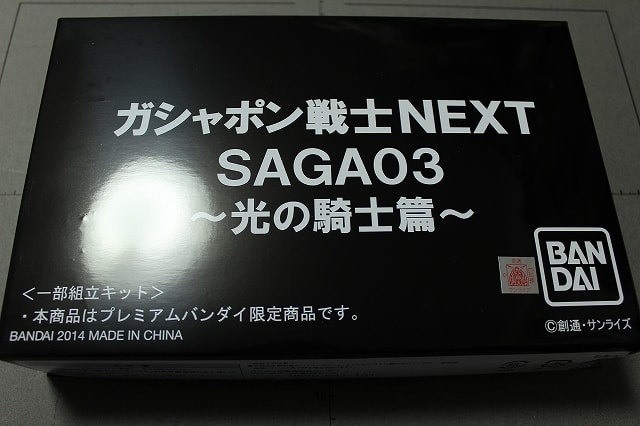 ガシャポン戦士NEXT
SAGA03
～光の騎士篇～
BAN
DAI
＜一部組立キット＞
・本商品はプレミアムバンダイ限定商品です。
©創通・サンライズ
BANDAI 2014 MADE IN CHINA